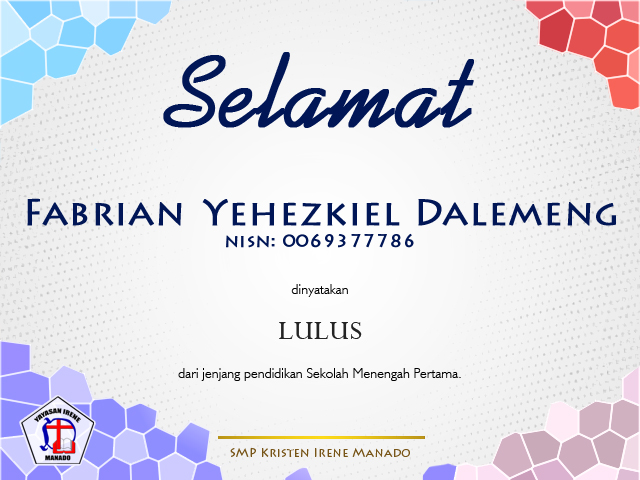 Selamat
FABRIAN YEHEZKIEL DALEMENG
NISN: 0069377786
dinyatakan
LULUS
dari jenjang pendidikan Sekolah Menengah Pertama.
YAYASAN IRENE
MANADO
SMP KRISTEN IRENE MANADO